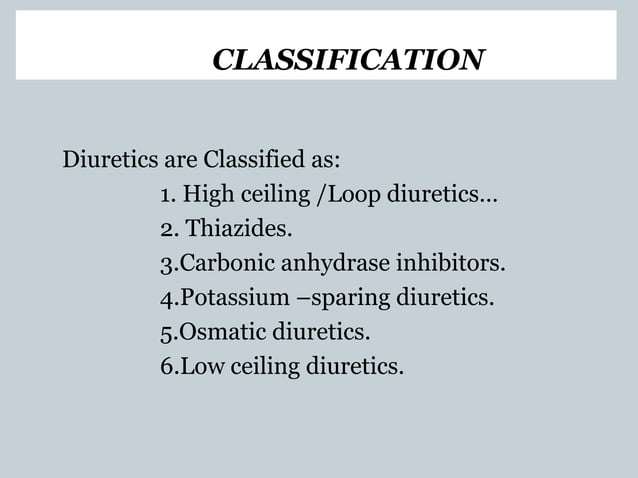 CLASSIFICATION
Diuretics are Classified as:
1. High ceiling /Loop diuretics...
2. Thiazides.
3.Carbonic anhydrase inhibitors.
4.Potassium –sparing diuretics.
5.Osmatic diuretics.
6.Low ceiling diuretics.